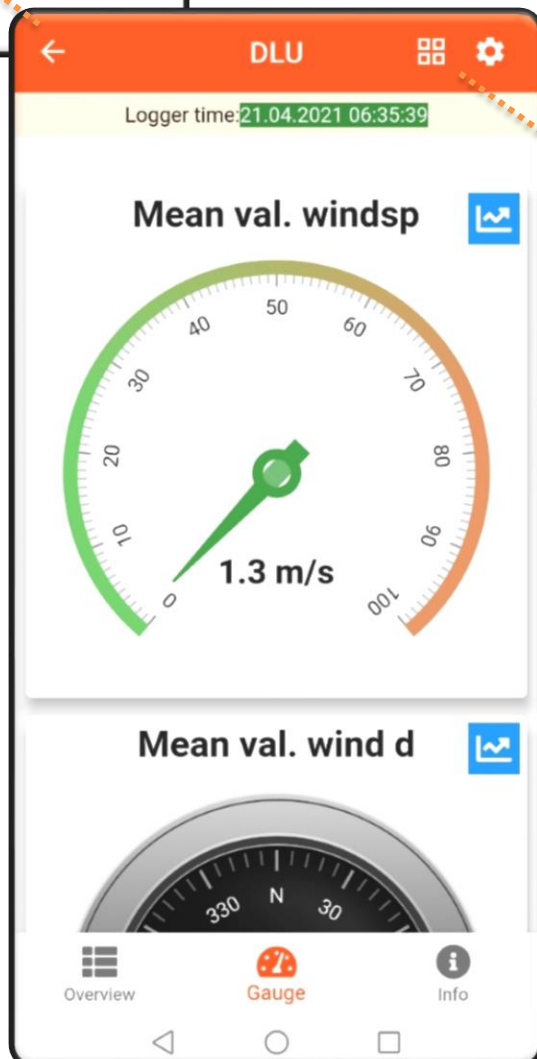 DLU
Logger time:21.04.2021 06:35:39
Mean val. windsp
0
10
20
30
40
50
60
70
80
90
100
1.3 m/s
Mean val. wind d
330
N
30
Overview
Gauge
Info